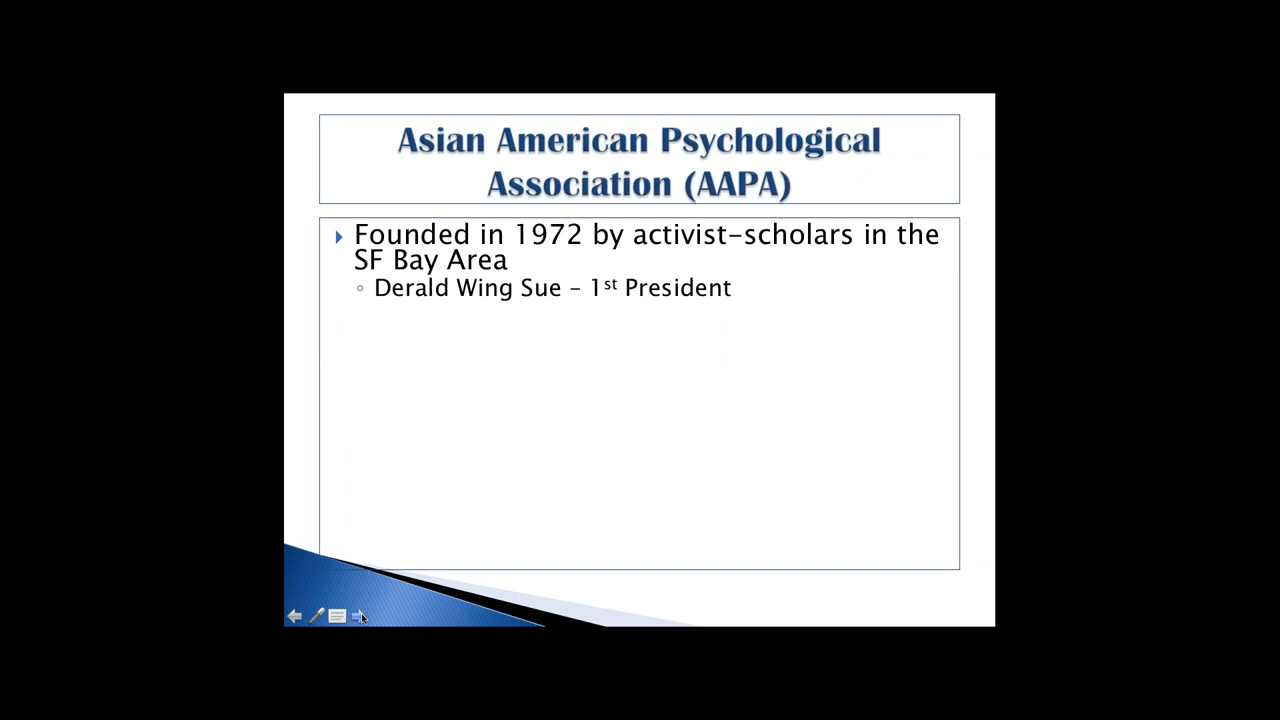 Asian American Psychological
Association (AAPA)
Founded in 1972 by activist-scholars in the
SF Bay Area
Derald Wing Sue – 1st President